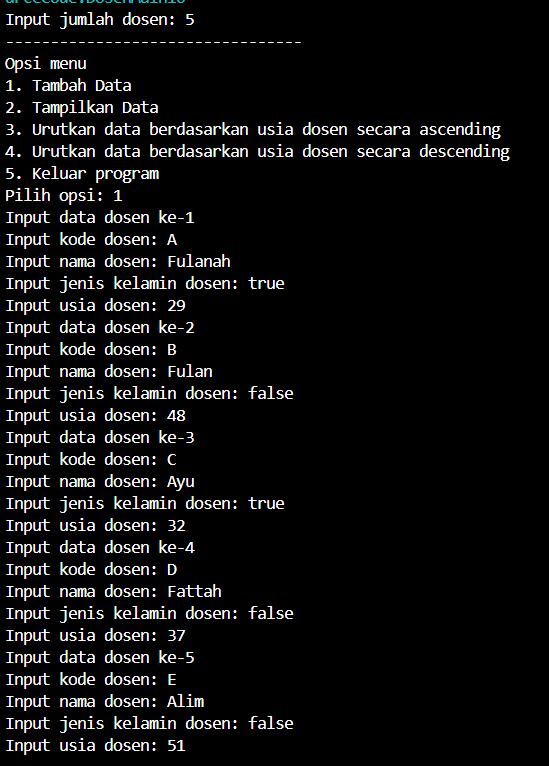 Input jumlah dosen: 5
---------------------------------
Opsi menu
1. Tambah Data
2. Tampilkan Data
3. Urutkan data berdasarkan usia dosen secara ascending
4. Urutkan data berdasarkan usia dosen secara descending
5. Keluar program
Pilih opsi: 1
Input data dosen ke-1
Input kode dosen: A
Input nama dosen: Fulanah
Input jenis kelamin dosen: true
Input usia dosen: 29
Input data dosen ke-2
Input kode dosen: B
Input nama dosen: Fulan
Input jenis kelamin dosen: false
Input usia dosen: 48
Input data dosen ke-3
Input kode dosen: C
Input nama dosen: Ayu
Input jenis kelamin dosen: true
Input usia dosen: 32
Input data dosen ke-4
Input kode dosen: D
Input nama dosen: Fattah
Input jenis kelamin dosen: false
Input usia dosen: 37
Input data dosen ke-5
Input kode dosen: E
Input nama dosen: Alim
Input jenis kelamin dosen: false
Input usia dosen: 51